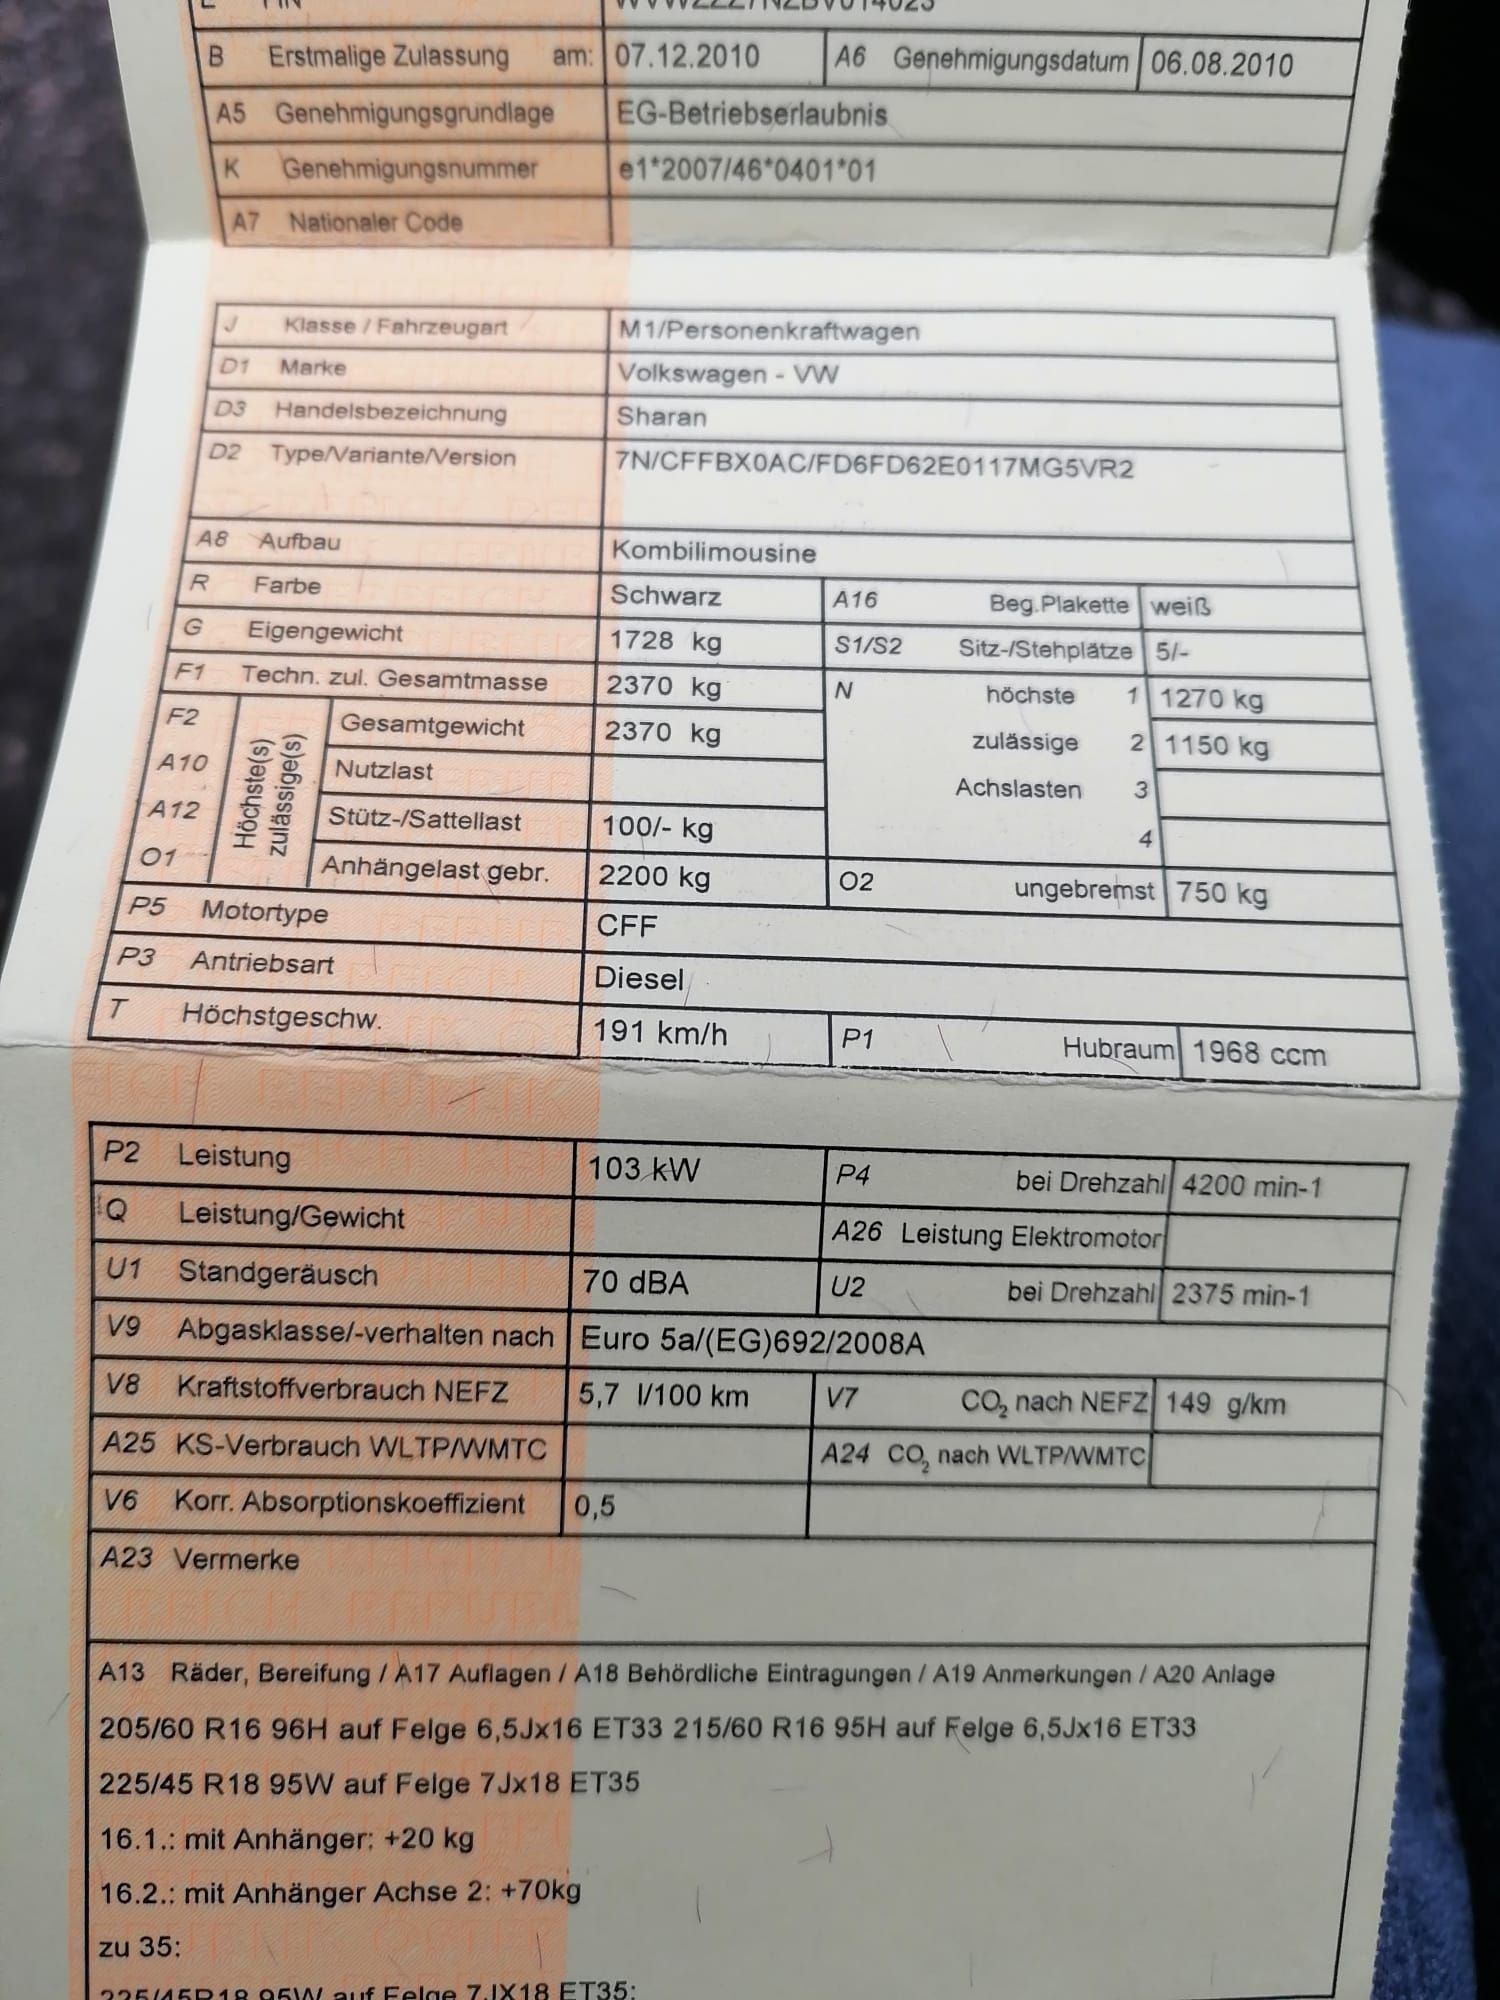 B Erstmalige Zulassung am: 07.12.2010 A6 Genehmigungsdatum 06.08.2010
A5 Genehmigungsgrundlage EG-Betriebserlaubnis
K Genehmigungsnummer e1*2007/46*0401*01
A7 Nationaler Code
J Klasse / Fahrzeugart M1/Personenkraftwagen
D1 Marke Volkswagen - VW
D3 Handelsbezeichnung Sharan
D2 Type/Variante/Version 7N/CFFBX0AC/FD6FD62E0117MG5VR2
A8 Aufbau Kombilimousine
R Farbe Schwarz A16 Beg.Plakette weiß
G Eigengewicht 1728 kg S1/S2 Sitz-/Stehplätze 5/-
F1 Techn. zul. Gesamtmasse 2370 kg N höchste 1 1270 kg
F2 Höchste(s) zulässige(s) Gesamtgewicht 2370 kg zulässige 2 1150 kg
A10 Nutzlast Achslasten 3
A12 Stütz-/Sattellast 100/- kg 4
O1 Anhängelast gebr. 2200 kg O2 ungebremst 750 kg
P5 Motortype CFF
P3 Antriebsart Diesel
T Höchstgeschw. 191 km/h P1 Hubraum 1968 ccm
P2 Leistung 103 kW P4 bei Drehzahl 4200 min-1
Q Leistung/Gewicht A26 Leistung Elektromotor
U1 Standgeräusch 70 dBA U2 bei Drehzahl 2375 min-1
V9 Abgasklasse/-verhalten nach Euro 5a/(EG)692/2008A
V8 Kraftstoffverbrauch NEFZ 5,7 l/100 km V7 CO₂ nach NEFZ 149 g/km
A25 KS-Verbrauch WLTP/WMTC A24 CO₂ nach WLTP/WMTC
V6 Korr. Absorptionskoeffizient 0,5
A23 Vermerke
A13 Räder, Bereifung / A17 Auflagen / A18 Behördliche Eintragungen / A19 Anmerkungen / A20 Anlage
205/60 R16 96H auf Felge 6,5Jx16 ET33 215/60 R16 95H auf Felge 6,5Jx16 ET33
225/45 R18 95W auf Felge 7Jx18 ET35
16.1.: mit Anhänger: +20 kg
16.2.: mit Anhänger Achse 2: +70kg
zu 35:
225/45R18 95W auf Felge 7JX18 ET35: